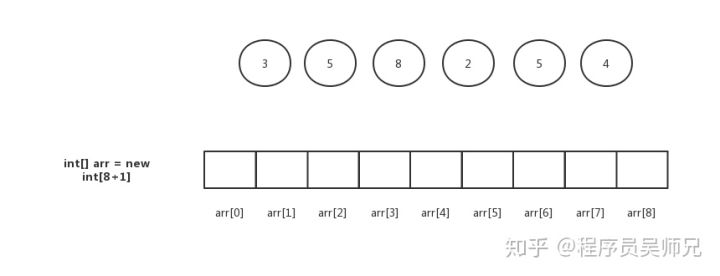 3 5 8 2 5 4
int[] arr = new
int[8+1]
arr[0] arr[1] arr[2] arr[3] arr[4] arr[5] arr[6] arr[7] arr[8]
知乎 @程序员吴师兄